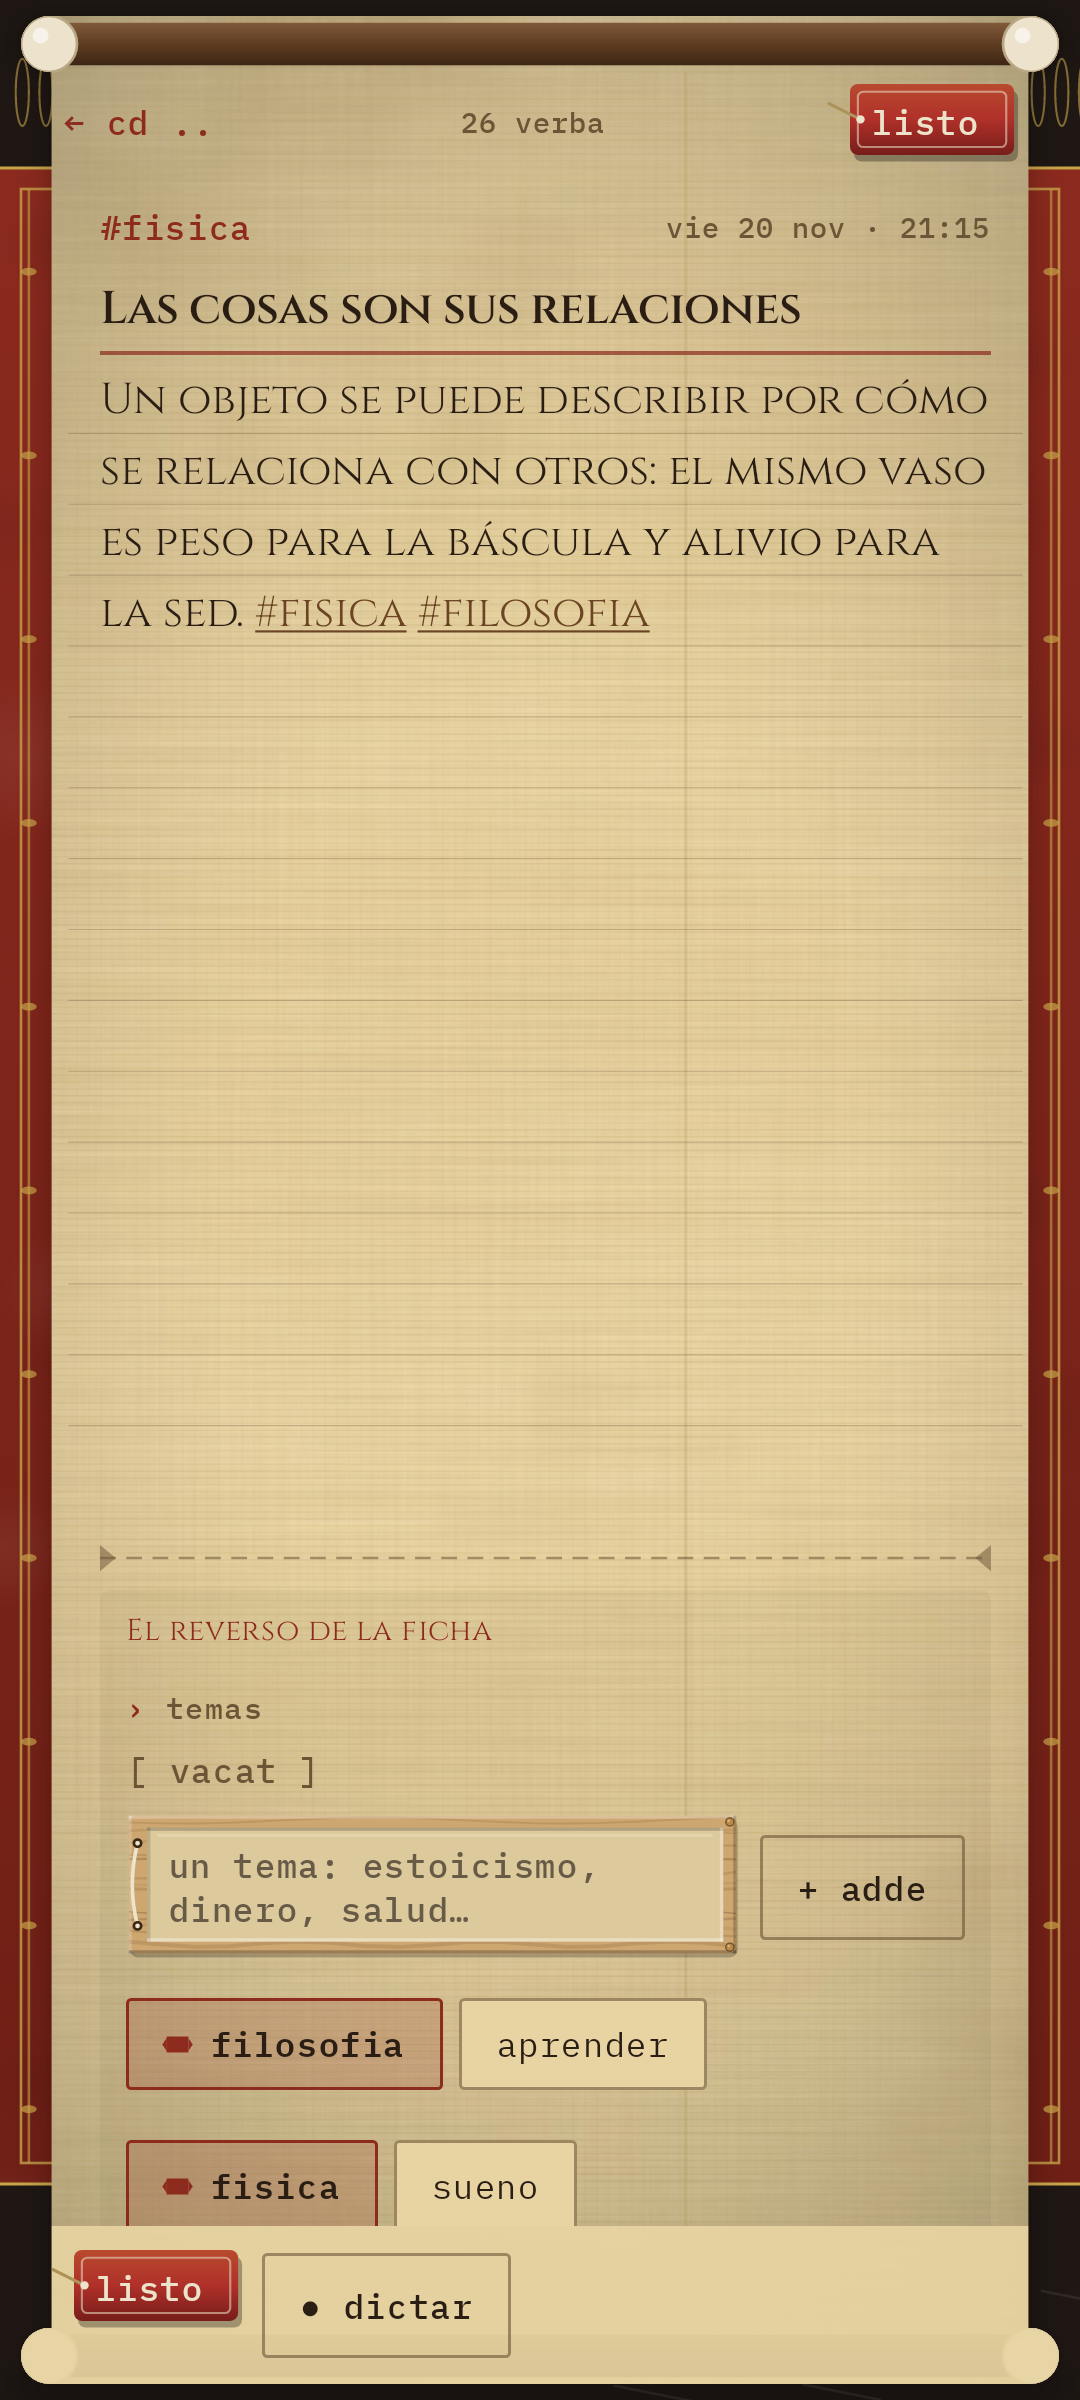 ← cd ..
26 verba
listo
#fisica
vie 20 nov · 21:15
Las cosas son sus relaciones
Un objeto se puede describir por cómo
se relaciona con otros: el mismo vaso
es peso para la báscula y alivio para
la sed. #fisica #filosofia
El reverso de la ficha
› temas
[ vacat ]
un tema: estoicismo,
dinero, salud…
+ adde
filosofia
aprender
fisica
sueno
listo
● dictar